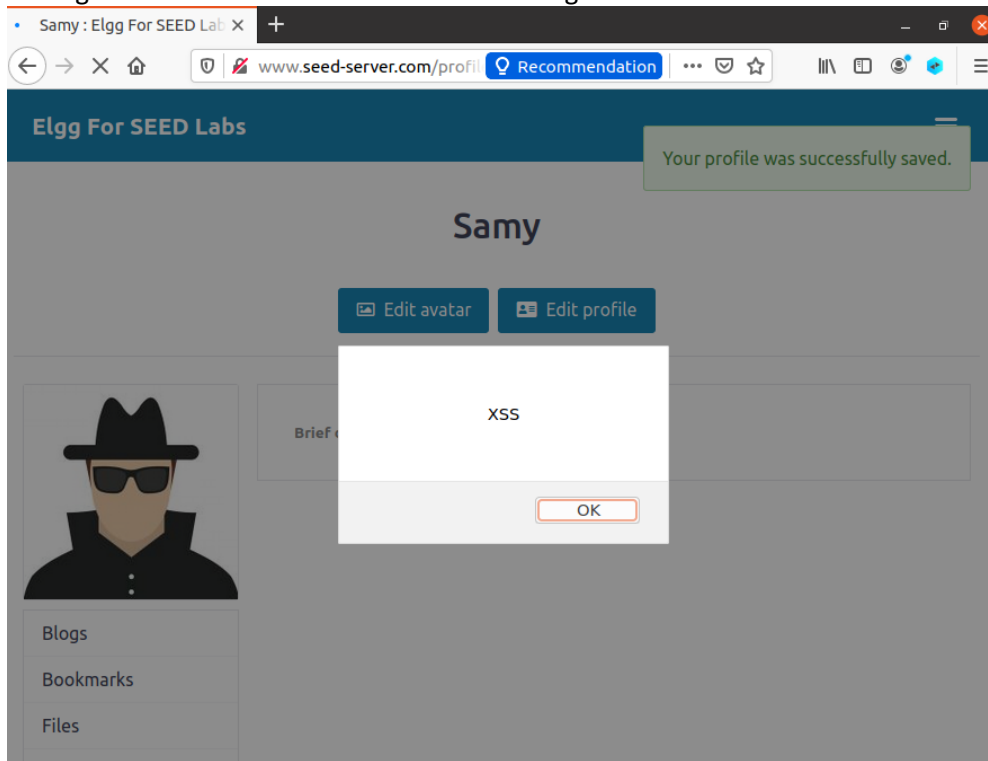 Samy : Elgg For SEED Lab
www.seed-server.com/profil Recommendation
Elgg For SEED Labs
Your profile was successfully saved.
Samy
Edit avatar Edit profile
XSS
Brief
OK
Blogs
Bookmarks
Files